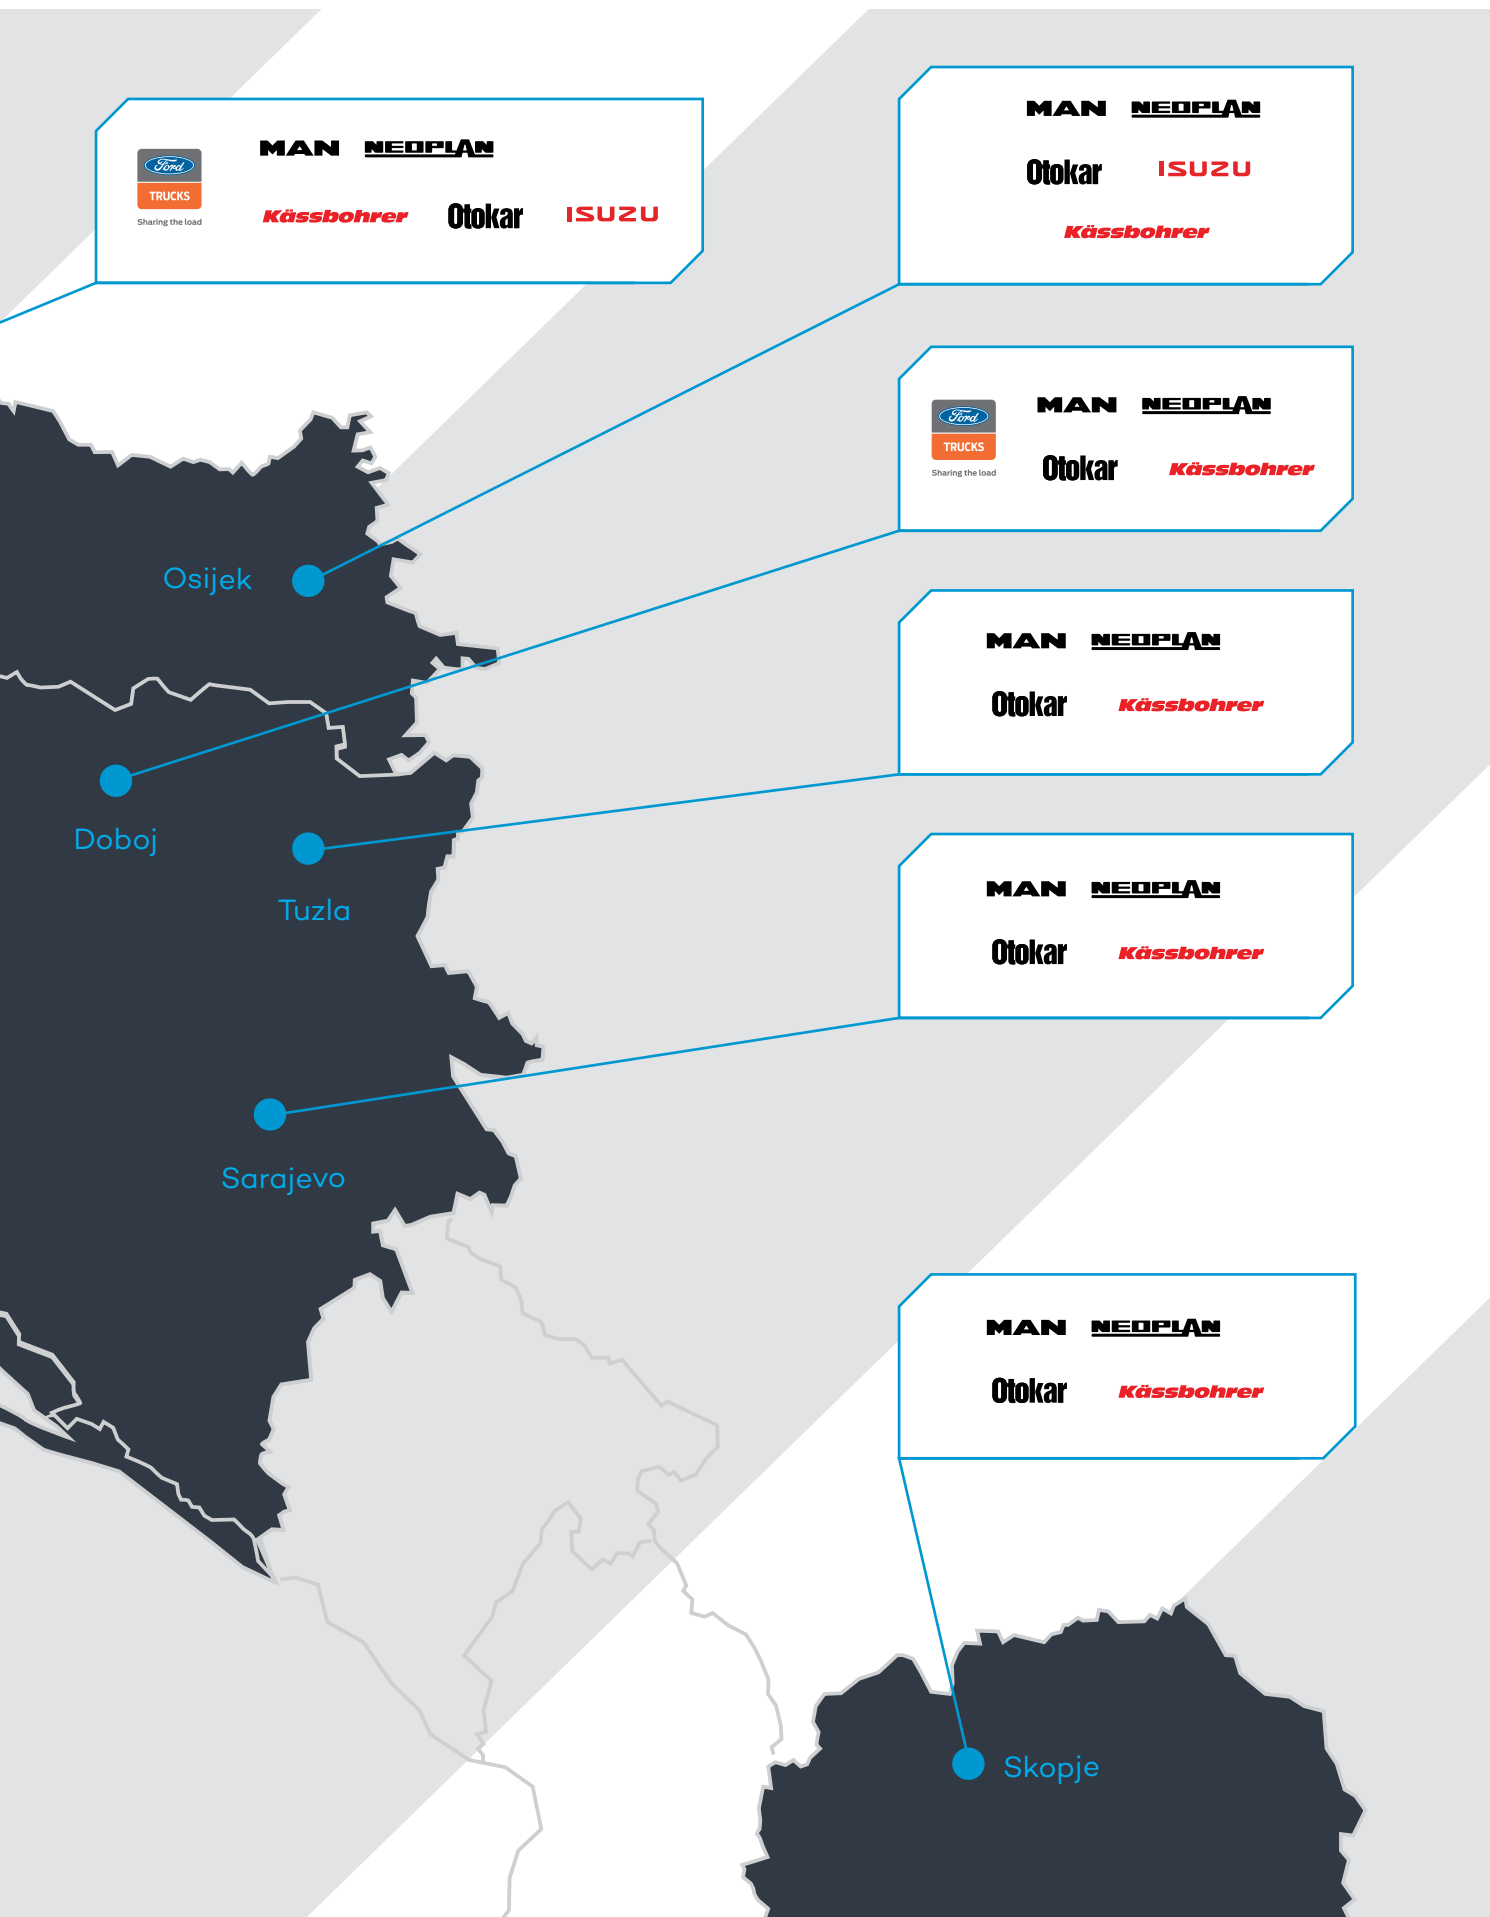 MAN NEOPLAN
Ford
TRUCKS
Sharing the load
Kässbohrer Otokar ISUZU
MAN NEOPLAN
Otokar ISUZU
Kässbohrer
Ford
TRUCKS
Sharing the load
MAN NEOPLAN
Otokar Kässbohrer
Osijek
MAN NEOPLAN
Otokar Kässbohrer
Doboj
Tuzla
MAN NEOPLAN
Otokar Kässbohrer
Sarajevo
MAN NEOPLAN
Otokar Kässbohrer
Skopje